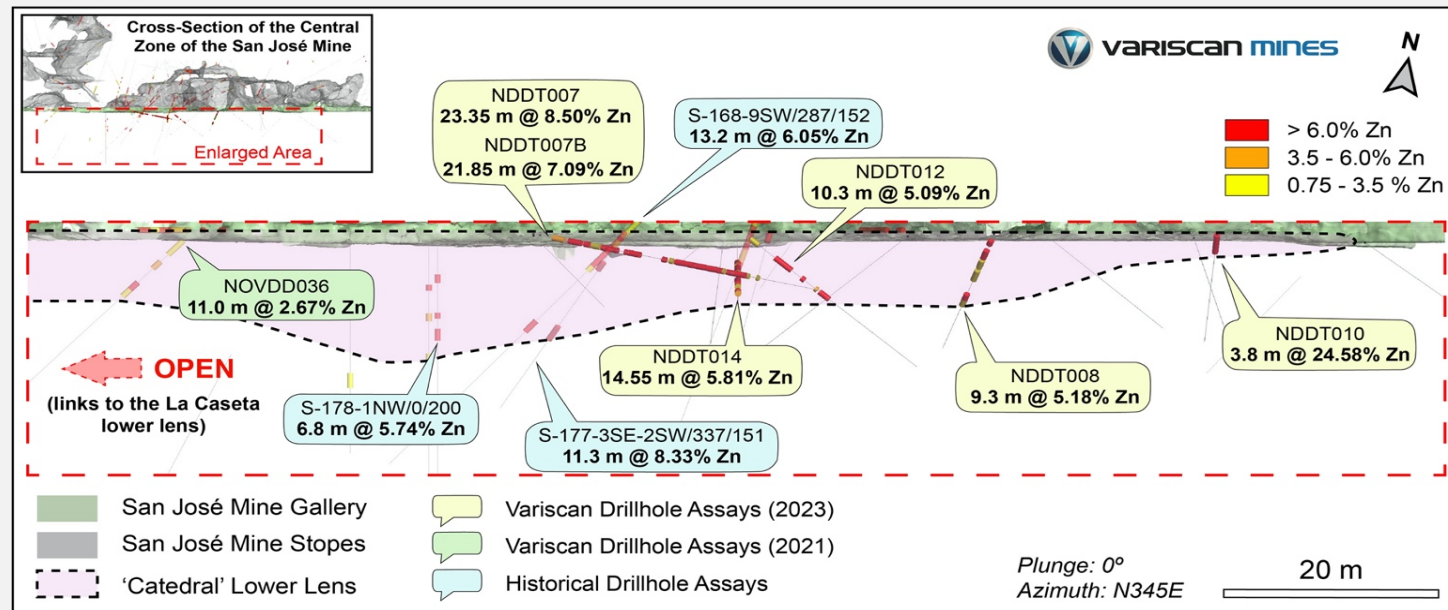 Cross-Section of the Central
Zone of the San José Mine
Enlarged Area
VARISCAN MINES
N
> 6.0% Zn
3.5 - 6.0% Zn
0.75 - 3.5 % Zn
NDDT007
23.35 m @ 8.50% Zn
NDDT007B
21.85 m @ 7.09% Zn
S-168-9SW/287/152
13.2 m @ 6.05% Zn
NDDT012
10.3 m @ 5.09% Zn
NOVDD036
11.0 m @ 2.67% Zn
OPEN
(links to the La Caseta
lower lens)
S-178-1NW/0/200
6.8 m @ 5.74% Zn
S-177-3SE-2SW/337/151
11.3 m @ 8.33% Zn
NDDT014
14.55 m @ 5.81% Zn
NDDT008
9.3 m @ 5.18% Zn
NDDT010
3.8 m @ 24.58% Zn
San José Mine Gallery
San José Mine Stopes
‘Catedral’ Lower Lens
Variscan Drillhole Assays (2023)
Variscan Drillhole Assays (2021)
Historical Drillhole Assays
Plunge: 0º
Azimuth: N345E
20 m